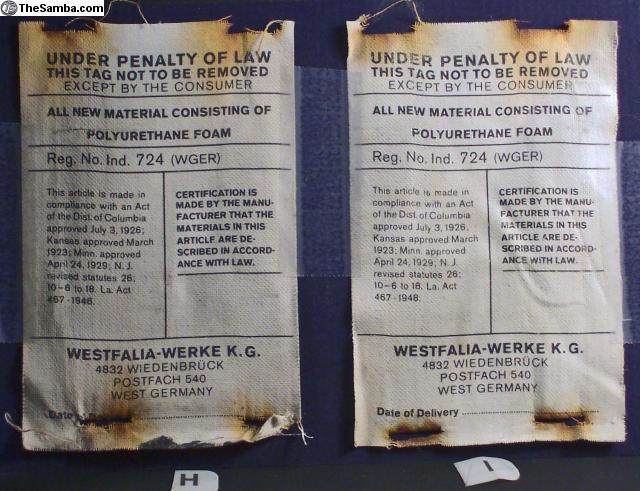 TheSamba.com
UNDER PENALTY OF LAW
THIS TAG NOT TO BE REMOVED
EXCEPT BY THE CONSUMER
ALL NEW MATERIAL CONSISTING OF
POLYURETHANE FOAM
Reg. No. Ind. 724 (WGER)
This article is made in
compliance with an Act
of the Dist. of Columbia
approved July 3, 1926;
Kansas approved March
1923; Minn. approved
April 24, 1929; N. J.
revised statutes 26;
10-6 to 18. La. Act
467-1948.
CERTIFICATION IS
MADE BY THE MANU-
FACTURER THAT THE
MATERIALS IN THIS
ARTICLE ARE DE-
SCRIBED IN ACCORD-
ANCE WITH LAW.
WESTFALIA-WERKE K.G.
4832 WIEDENBRÜCK
POSTFACH 540
WEST GERMANY
Date of
H
UNDER PENALTY OF LAW
THIS TAG NOT TO BE REMOVED
EXCEPT BY THE CONSUMER
ALL NEW MATERIAL CONSISTING OF
POLYURETHANE FOAM
Reg. No. Ind. 724 (WGER)
This article is made in
compliance with an Act
of the Dist. of Columbia
approved July 3, 1926;
Kansas approved March
1923; Minn. approved
April 24, 1929; N. J.
revised statutes 26;
10-6 to 18. La. Act
467-1948.
CERTIFICATION IS
MADE BY THE MANU-
FACTURER THAT THE
MATERIALS IN THIS
ARTICLE ARE DE-
SCRIBED IN ACCORD-
ANCE WITH LAW.
WESTFALIA-WERKE K.G.
4832 WIEDENBRÜCK
POSTFACH 540
WEST GERMANY
Date of Delivery
I